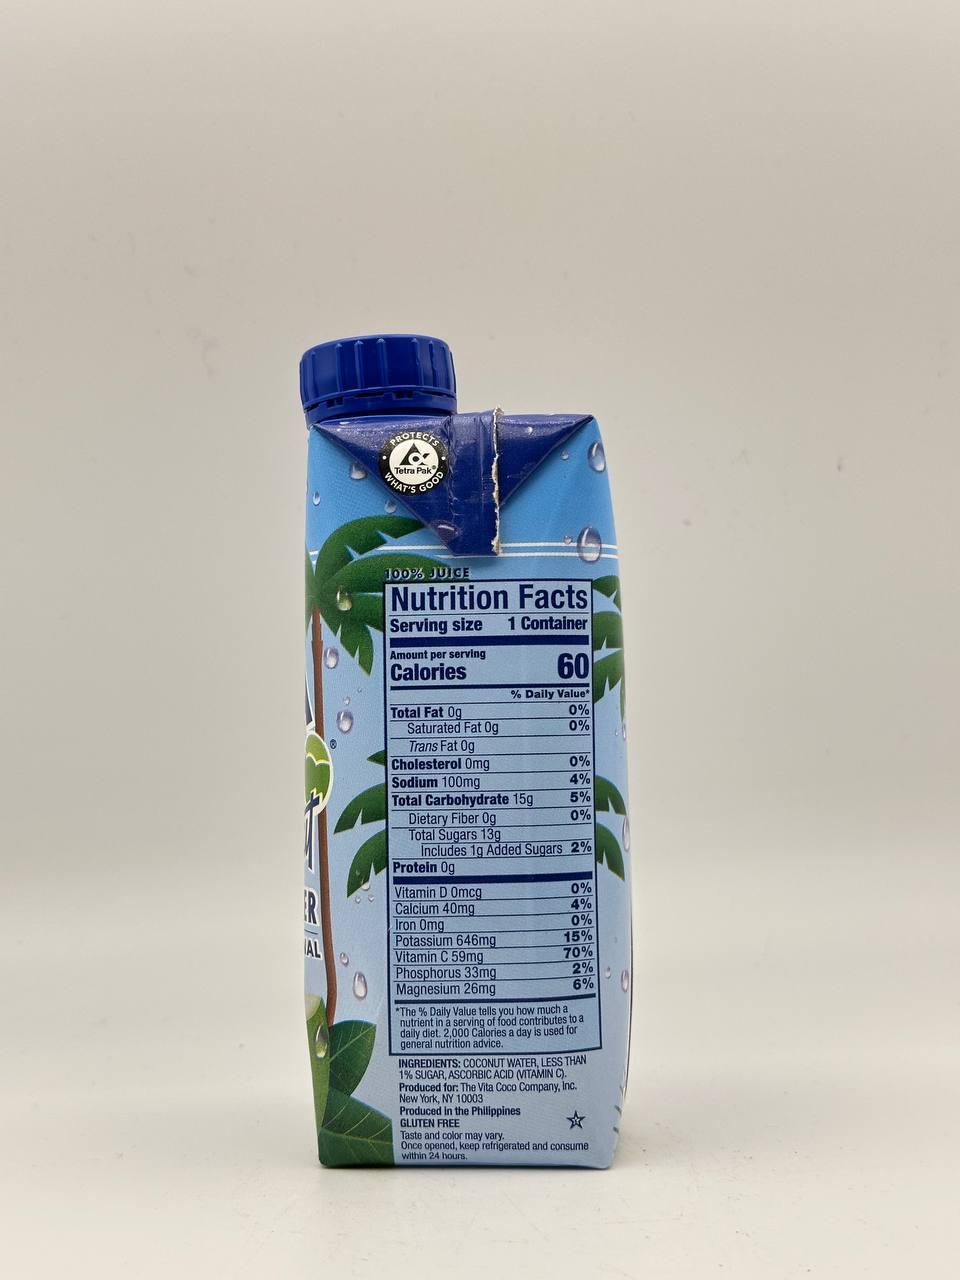 PROTECTS
Tetra Pak®
WHAT'S GOOD
100% JUICE
Nutrition Facts
Serving size 1 Container
Amount per serving
Calories 60
% Daily Value*
Total Fat 0g 0%
Saturated Fat 0g 0%
Trans Fat 0g
Cholesterol 0mg 0%
Sodium 100mg 4%
Total Carbohydrate 15g 5%
Dietary Fiber 0g 0%
Total Sugars 13g
Includes 1g Added Sugars 2%
Protein 0g
Vitamin D 0mcg 0%
Calcium 40mg 4%
Iron 0mg 0%
Potassium 646mg 15%
Vitamin C 59mg 70%
Phosphorus 33mg 2%
Magnesium 26mg 6%
*The % Daily Value tells you how much a
nutrient in a serving of food contributes to a
daily diet. 2,000 Calories a day is used for
general nutrition advice.
INGREDIENTS: COCONUT WATER, LESS THAN
1% SUGAR, ASCORBIC ACID (VITAMIN C).
Produced for: The Vita Coco Company, Inc.
New York, NY 10003
Produced in the Philippines
GLUTEN FREE
Taste and color may vary.
Once opened, keep refrigerated and consume
within 24 hours.